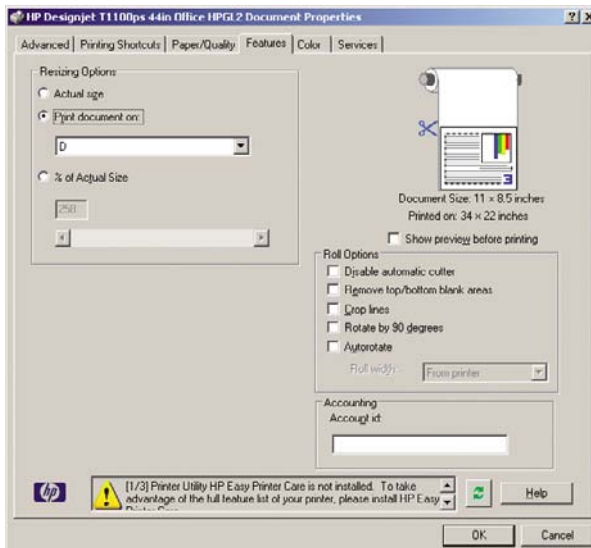 HP Designjet T1100ps 44in Office HPGL2 Document Properties
Advanced
Printing Shortcuts
Paper/Quality
Features
Color
Services
Resizing Options
Actual size
Print document on:
D
% of Actual Size
258
3
Document Size: 11 × 8.5 inches
Printed on: 34 × 22 inches
Show preview before printing
Roll Options
Disable automatic cutter
Remove top/bottom blank areas
Crop lines
Rotate by 90 degrees
Autorotate
Roll width:
From printer
Accounting
Account id:
hp
[1/3] Printer Utility HP Easy Printer Care is not installed. To take
advantage of the full feature list of your printer, please install HP Easy
Printer Care
Help
OK
Cancel